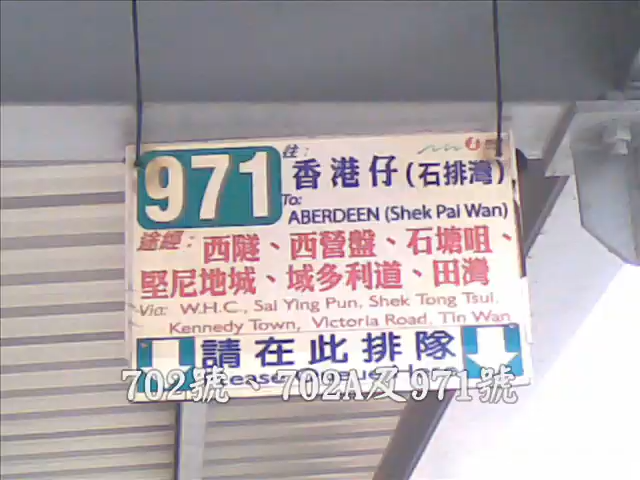 971
往：
香港仔(石排灣)
To:
ABERDEEN (Shek Pai Wan)
途經：西隧、西營盤、石塘咀、
堅尼地城、域多利道、田灣
Via: W.H.C., Sai Ying Pun, Shek Tong Tsui,
Kennedy Town, Victoria Road, Tin Wan
請在此排隊
Please Queue Here
702號、702A及971號